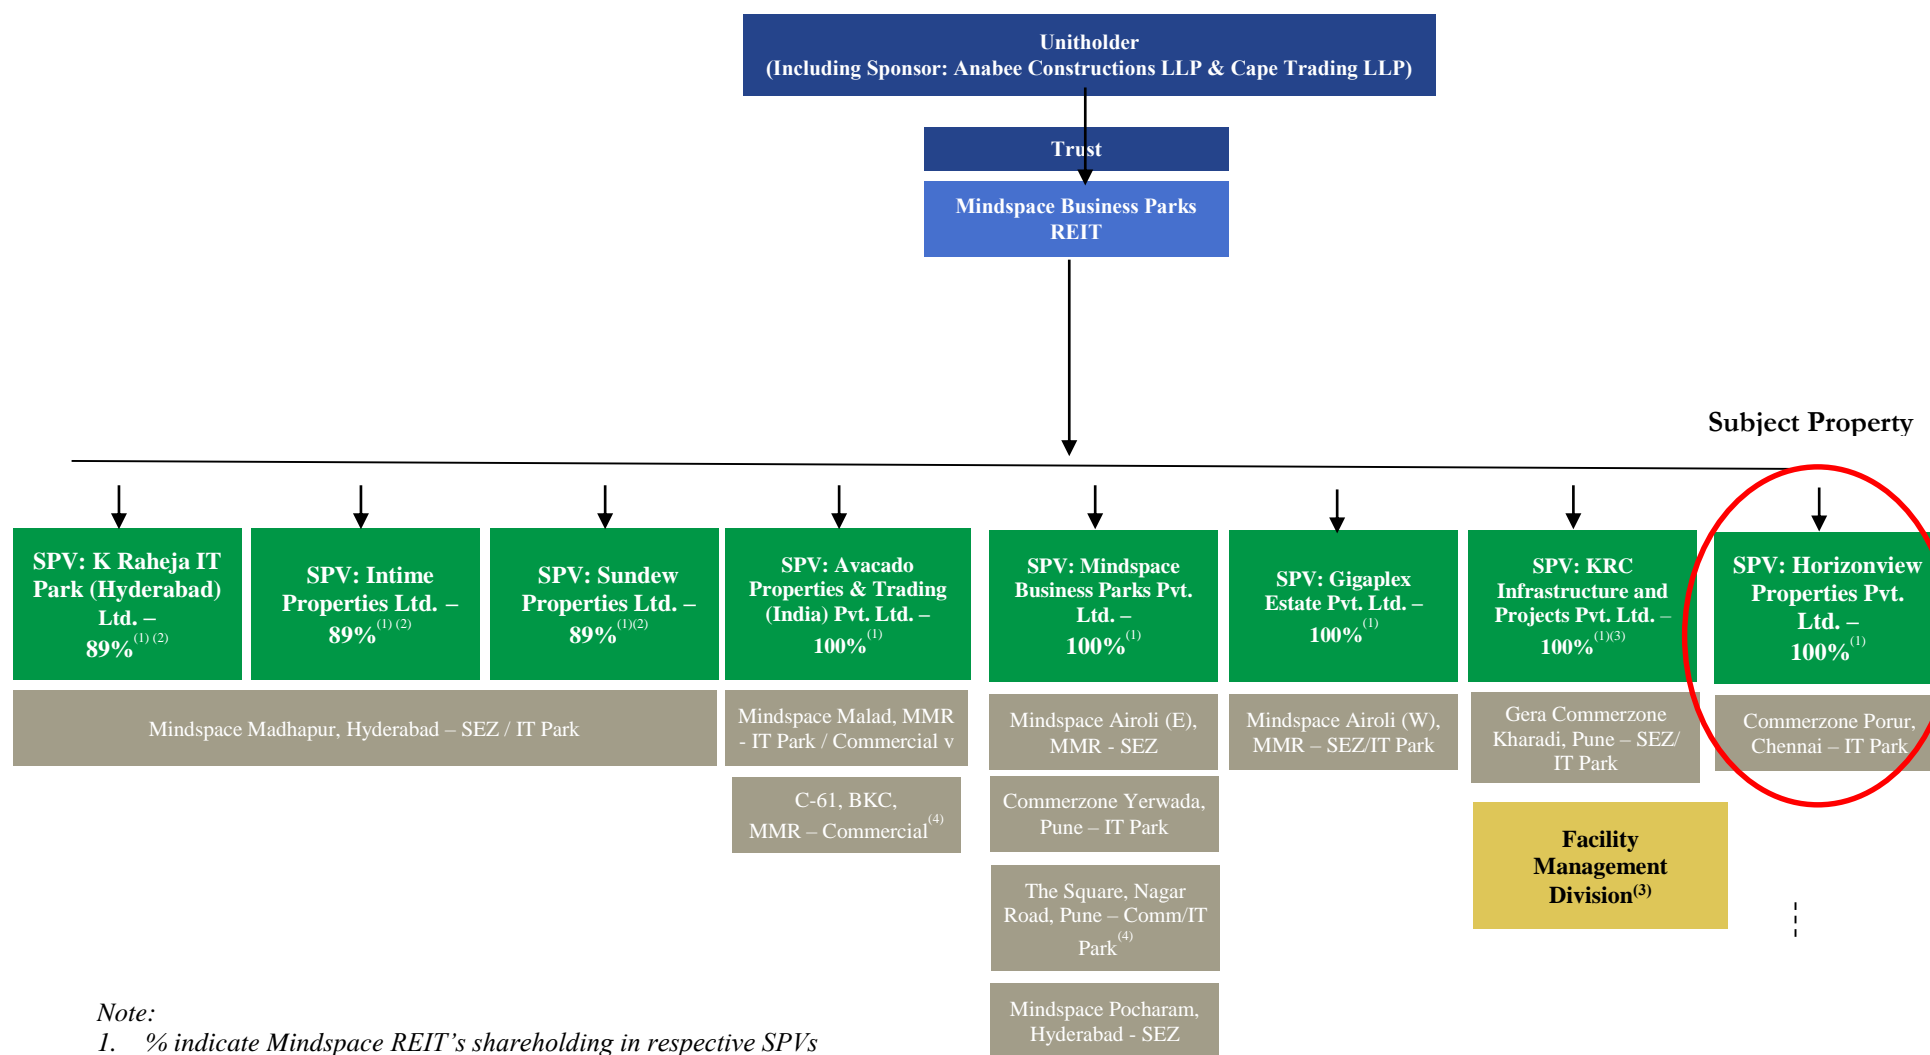 Unitholder
(Including Sponsor: Anabee Constructions LLP & Cape Trading LLP)
Trust
Mindspace Business Parks
REIT
Subject Property
SPV: K Raheja IT
Park (Hyderabad)
Ltd. –
89%(1) (2)
SPV: Intime
Properties Ltd. –
89%(1) (2)
SPV: Sundew
Properties Ltd. –
89%(1)(2)
SPV: Avacado
Properties & Trading
(India) Pvt. Ltd. –
100%(1)
SPV: Mindspace
Business Parks Pvt.
Ltd. –
100%(1)
SPV: Gigaplex
Estate Pvt. Ltd. –
100%(1)
SPV: KRC
Infrastructure and
Projects Pvt. Ltd. –
100%(1)(3)
SPV: Horizonview
Properties Pvt.
Ltd. –
100%(1)
Mindspace Madhapur, Hyderabad – SEZ / IT Park
Mindspace Malad, MMR
- IT Park / Commercial v
Mindspace Airoli (E),
MMR - SEZ
Mindspace Airoli (W),
MMR – SEZ/IT Park
Gera Commerzone
Kharadi, Pune – SEZ/
IT Park
Commerzone Porur,
Chennai – IT Park
C-61, BKC,
MMR – Commercial(4)
Commerzone Yerwada,
Pune – IT Park
Facility
Management
Division(3)
The Square, Nagar
Road, Pune – Comm/IT
Park(4)
Mindspace Pocharam,
Hyderabad - SEZ
Note:
1. % indicate Mindspace REIT’s shareholding in respective SPVs